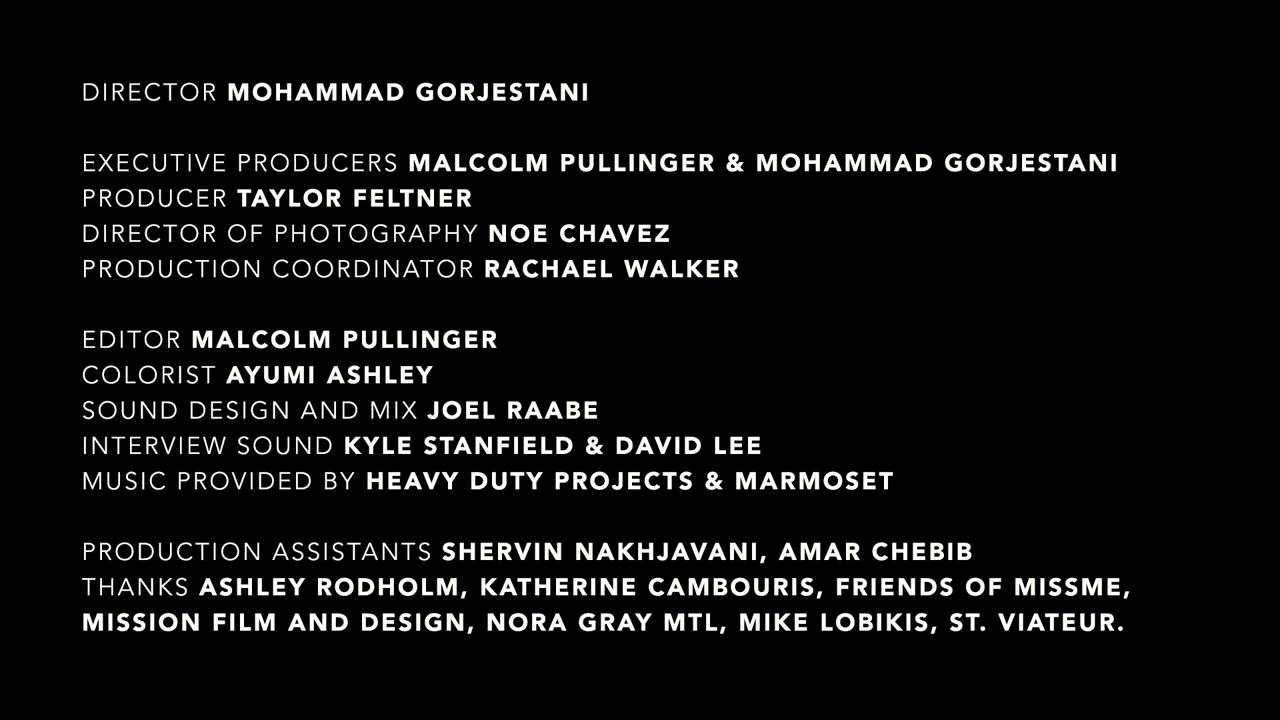 DIRECTOR MOHAMMAD GORJESTANI
EXECUTIVE PRODUCERS MALCOLM PULLINGER & MOHAMMAD GORJESTANI
PRODUCER TAYLOR FELTNER
DIRECTOR OF PHOTOGRAPHY NOE CHAVEZ
PRODUCTION COORDINATOR RACHAEL WALKER
EDITOR MALCOLM PULLINGER
COLORIST AYUMI ASHLEY
SOUND DESIGN AND MIX JOEL RAABE
INTERVIEW SOUND KYLE STANFIELD & DAVID LEE
MUSIC PROVIDED BY HEAVY DUTY PROJECTS & MARMOSET
PRODUCTION ASSISTANTS SHERVIN NAKHJAVANI, AMAR CHEBIB
THANKS ASHLEY RODHOLM, KATHERINE CAMBOURIS, FRIENDS OF MISSME,
MISSION FILM AND DESIGN, NORA GRAY MTL, MIKE LOBIKIS, ST. VIATEUR.